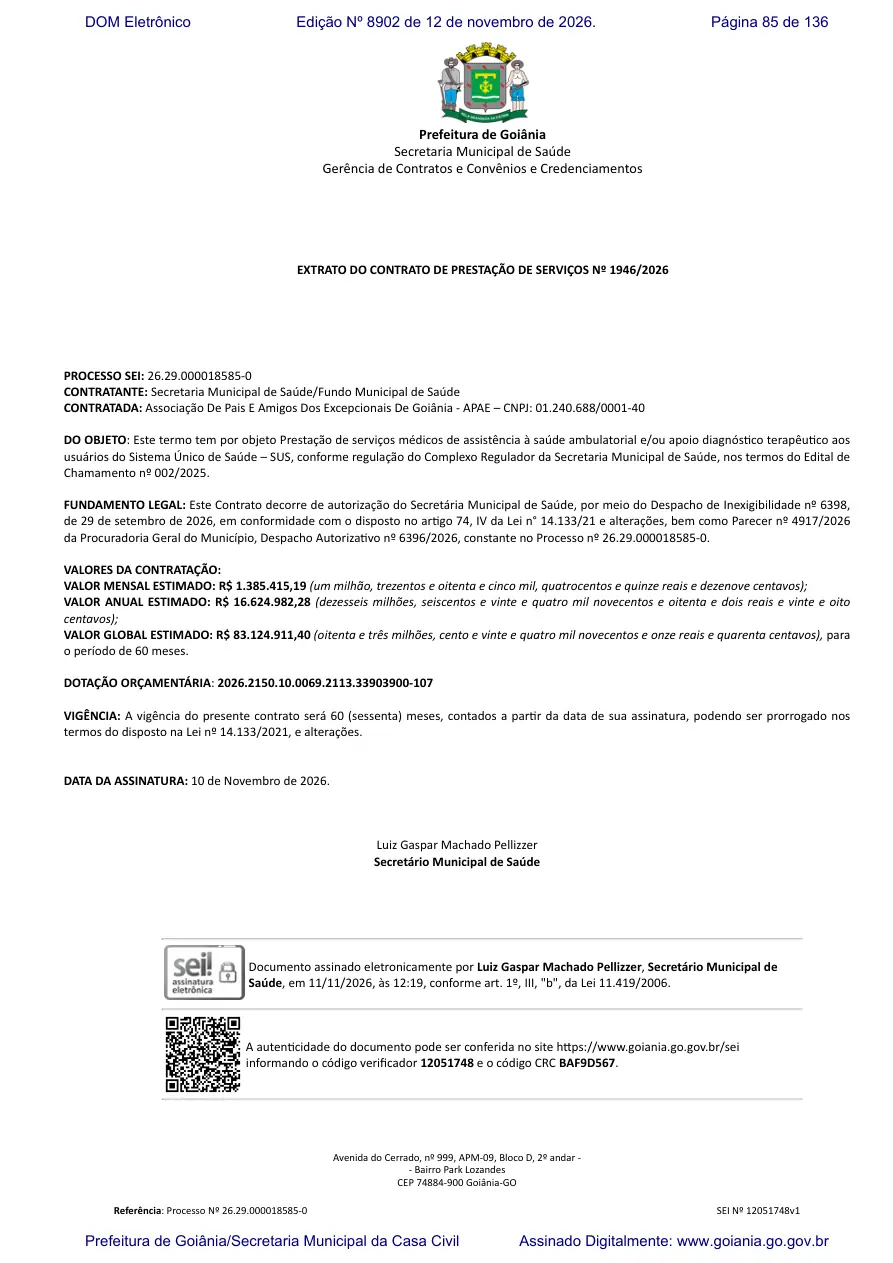 DOM Eletrônico Edição Nº 8902 de 12 de novembro de 2026. Página 85 de 136
Prefeitura de Goiânia
Secretaria Municipal de Saúde
Gerência de Contratos e Convênios e Credenciamentos
EXTRATO DO CONTRATO DE PRESTAÇÃO DE SERVIÇOS Nº 1946/2026
PROCESSO SEI: 26.29.000018585-0
CONTRATANTE: Secretaria Municipal de Saúde/Fundo Municipal de Saúde
CONTRATADA: Associação De Pais E Amigos Dos Excepcionais De Goiânia - APAE – CNPJ: 01.240.688/0001-40
DO OBJETO: Este termo tem por objeto Prestação de serviços médicos de assistência à saúde ambulatorial e/ou apoio diagnóstico terapêutico aos
usuários do Sistema Único de Saúde – SUS, conforme regulação do Complexo Regulador da Secretaria Municipal de Saúde, nos termos do Edital de
Chamamento nº 002/2025.
FUNDAMENTO LEGAL: Este Contrato decorre de autorização do Secretária Municipal de Saúde, por meio do Despacho de Inexigibilidade nº 6398,
de 29 de setembro de 2026, em conformidade com o disposto no artigo 74, IV da Lei n° 14.133/21 e alterações, bem como Parecer nº 4917/2026
da Procuradoria Geral do Município, Despacho Autorizativo nº 6396/2026, constante no Processo nº 26.29.000018585-0.
VALORES DA CONTRATAÇÃO:
VALOR MENSAL ESTIMADO: R$ 1.385.415,19 (um milhão, trezentos e oitenta e cinco mil, quatrocentos e quinze reais e dezenove centavos);
VALOR ANUAL ESTIMADO: R$ 16.624.982,28 (dezesseis milhões, seiscentos e vinte e quatro mil novecentos e oitenta e dois reais e vinte e oito
centavos);
VALOR GLOBAL ESTIMADO: R$ 83.124.911,40 (oitenta e três milhões, cento e vinte e quatro mil novecentos e onze reais e quarenta centavos), para
o período de 60 meses.
DOTAÇÃO ORÇAMENTÁRIA: 2026.2150.10.0069.2113.33903900-107
VIGÊNCIA: A vigência do presente contrato será 60 (sessenta) meses, contados a partir da data de sua assinatura, podendo ser prorrogado nos
termos do disposto na Lei nº 14.133/2021, e alterações.
DATA DA ASSINATURA: 10 de Novembro de 2026.
Luiz Gaspar Machado Pellizzer
Secretário Municipal de Saúde
sei!
assinatura
eletrônica
Documento assinado eletronicamente por Luiz Gaspar Machado Pellizzer, Secretário Municipal de
Saúde, em 11/11/2026, às 12:19, conforme art. 1º, III, "b", da Lei 11.419/2006.
A autenticidade do documento pode ser conferida no site https://www.goiania.go.gov.br/sei
informando o código verificador 12051748 e o código CRC BAF9D567.
Avenida do Cerrado, nº 999, APM-09, Bloco D, 2º andar -
- Bairro Park Lozandes
CEP 74884-900 Goiânia-GO
Referência: Processo Nº 26.29.000018585-0 SEI Nº 12051748v1
Prefeitura de Goiânia/Secretaria Municipal da Casa Civil Assinado Digitalmente: www.goiania.go.gov.br